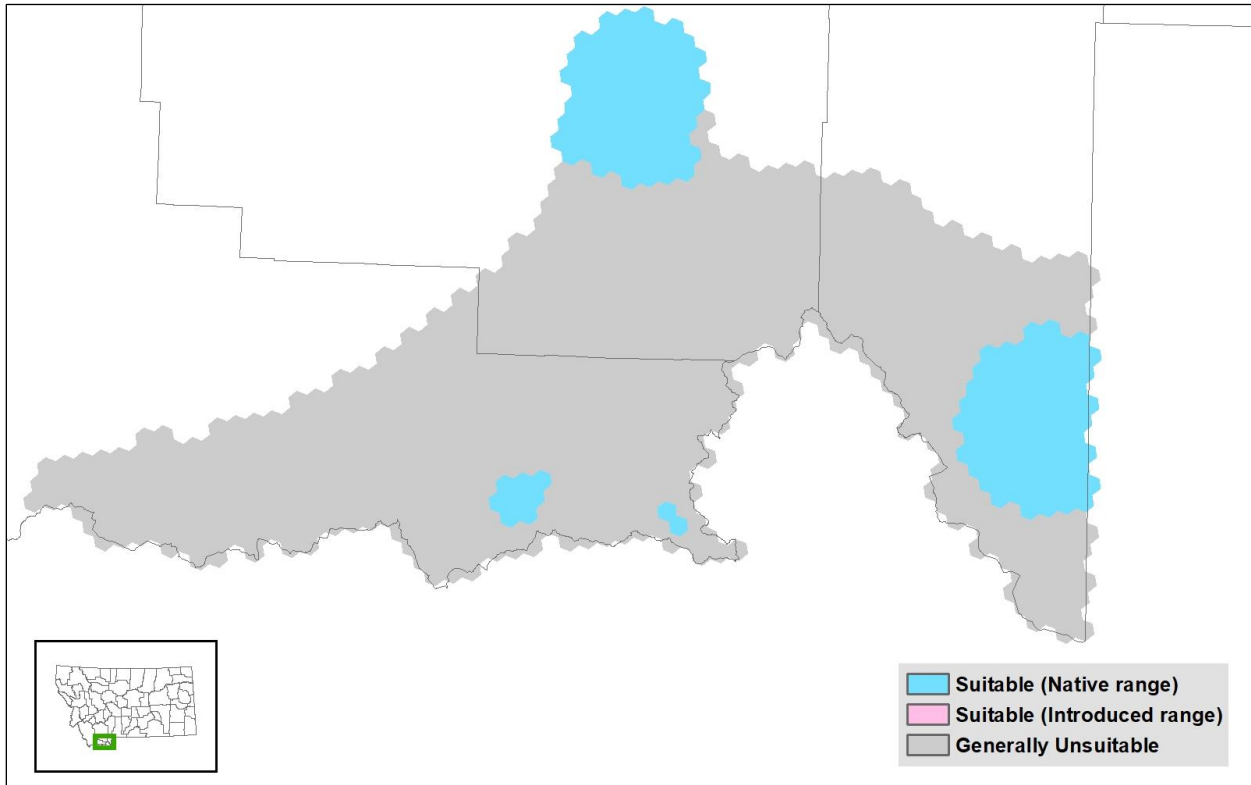 Suitable (Native range)
Suitable (Introduced range)
Generally Unsuitable